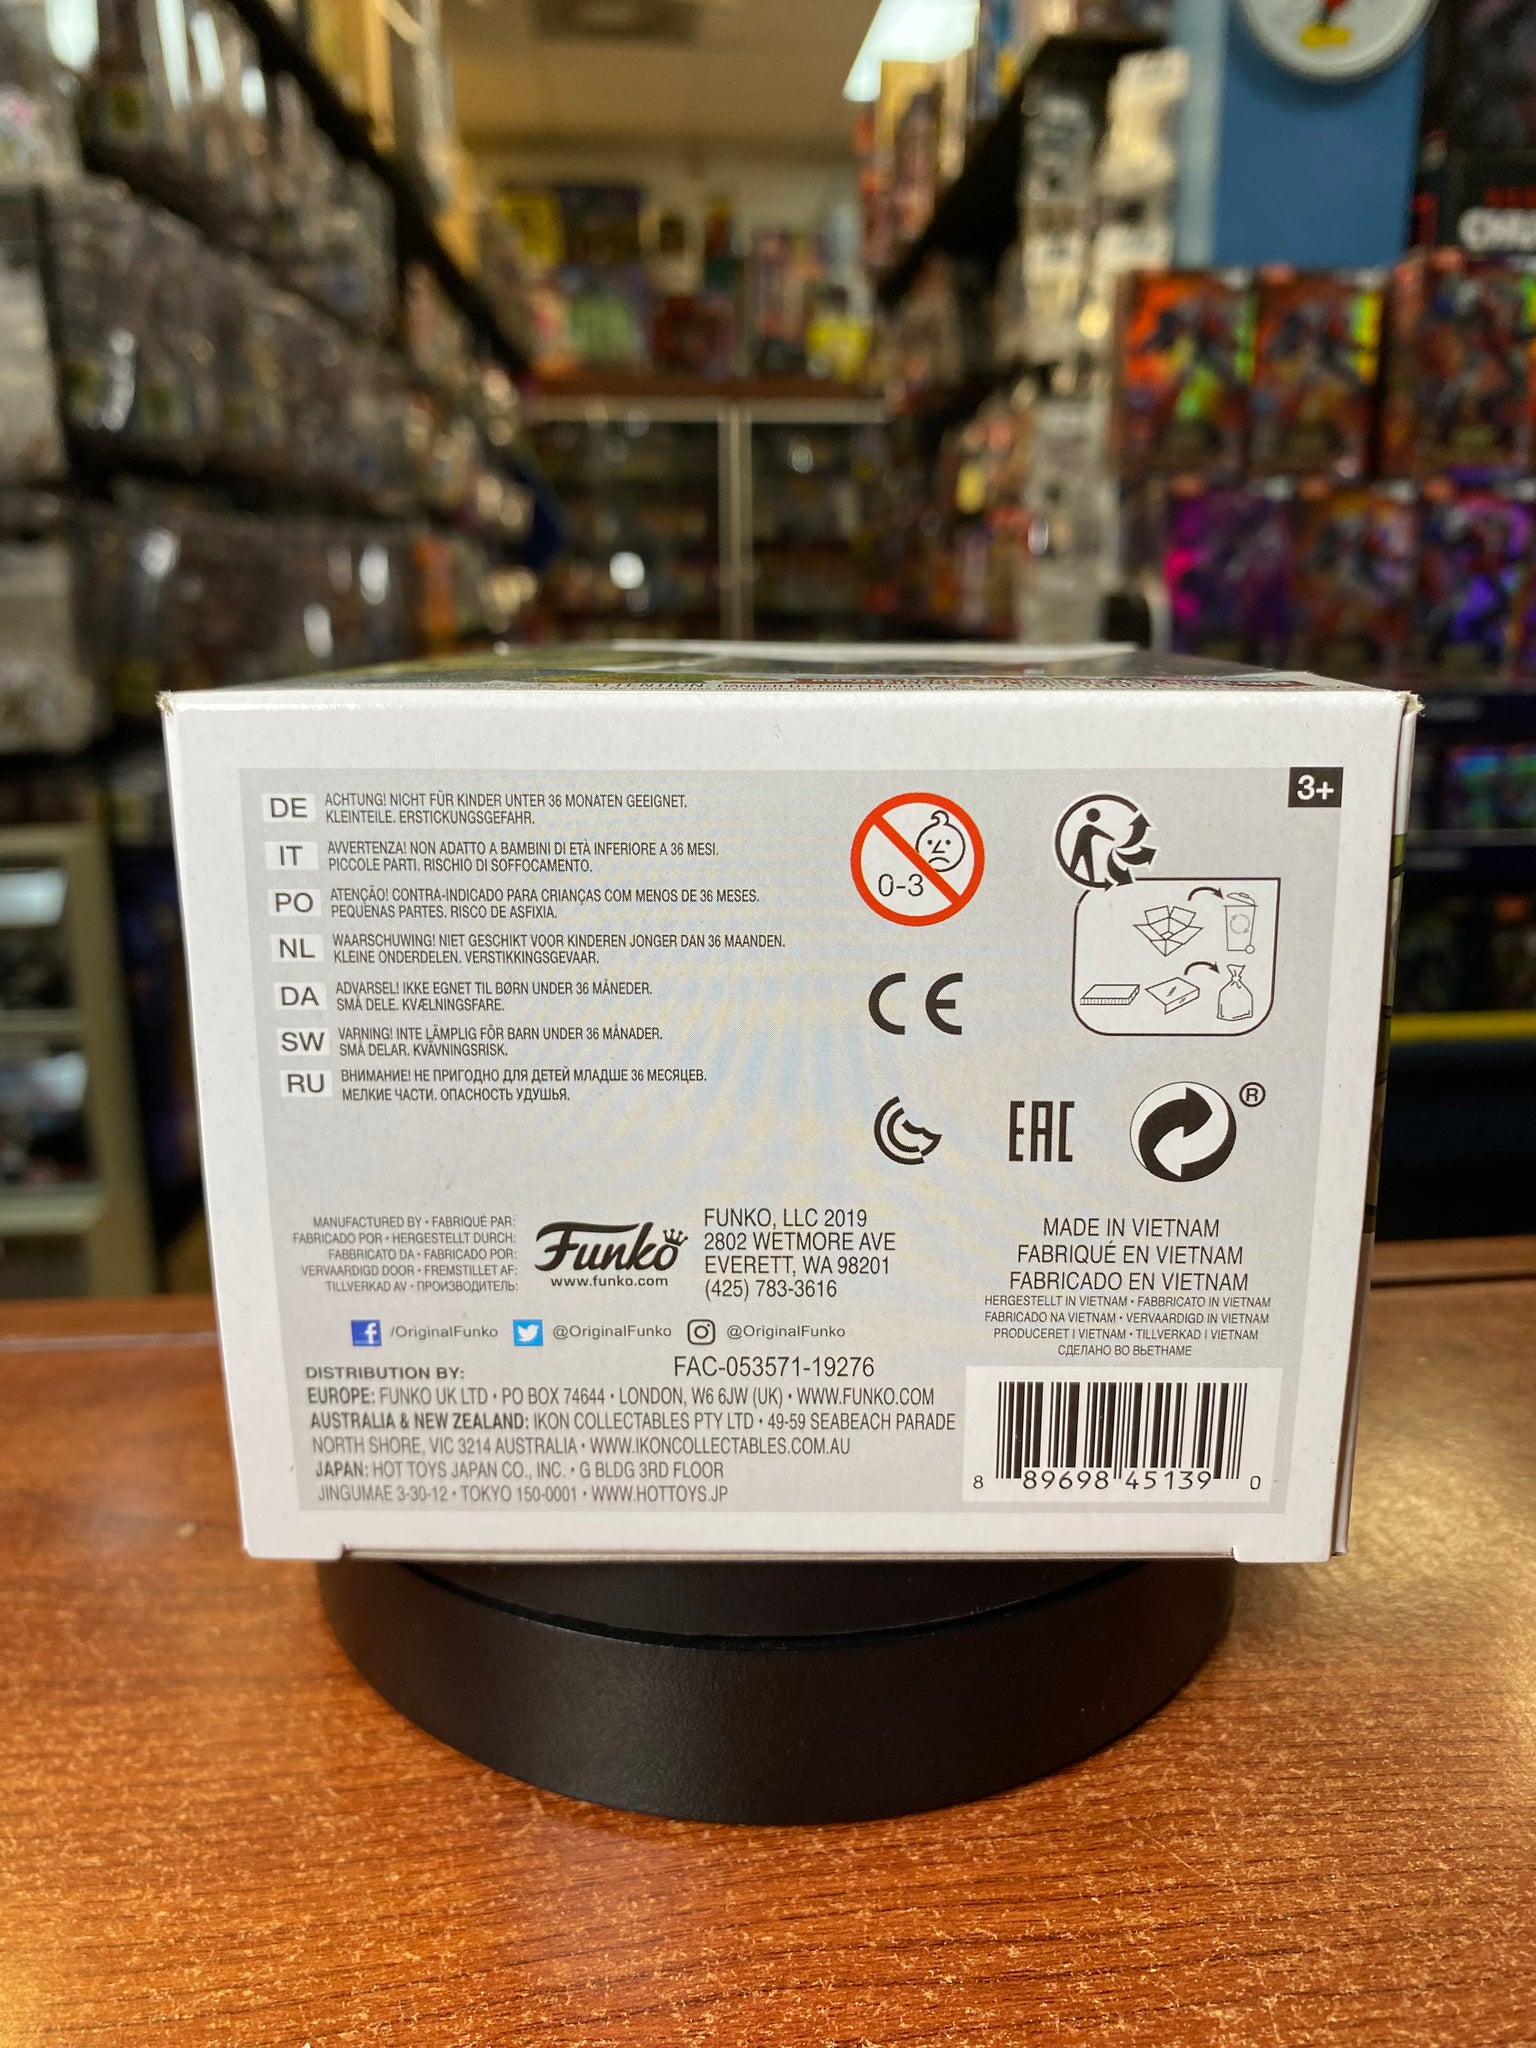 3+
DE ACHTUNG! NICHT FÜR KINDER UNTER 36 MONATEN GEEIGNET.
KLEINTEILE. ERSTICKUNGSGEFAHR.
IT AVVERTENZA! NON ADATTO A BAMBINI DI ETÀ INFERIORE A 36 MESI.
PICCOLE PARTI. RISCHIO DI SOFFOCAMENTO.
PO ATENÇÃO! CONTRA-INDICADO PARA CRIANÇAS COM MENOS DE 36 MESES.
PEQUENAS PARTES. RISCO DE ASFIXIA.
NL WAARSCHUWING! NIET GESCHIKT VOOR KINDEREN JONGER DAN 36 MAANDEN.
KLEINE ONDERDELEN. VERSTIKKINGSGEVAAR.
DA ADVARSEL! IKKE EGNET TIL BØRN UNDER 36 MÅNEDER.
SMÅ DELE. KVÆLNINGSFARE.
SW VARNING! INTE LÄMPLIG FÖR BARN UNDER 36 MÅNADER.
SMÅ DELAR. KVÄVNINGSRISK.
RU ВНИМАНИЕ! НЕ ПРИГОДНО ДЛЯ ДЕТЕЙ МЛАДШЕ 36 МЕСЯЦЕВ.
МЕЛКИЕ ЧАСТИ. ОПАСНОСТЬ УДУШЬЯ.
0-3
CE
EAC
®
MANUFACTURED BY • FABRIQUÉ PAR:
FABRICADO POR • HERGESTELLT DURCH:
FABBRICATO DA • FABRICADO POR:
VERVAARDIGD DOOR • FREMSTILLET AF:
TILLVERKAD AV • ПРОИЗВОДИТЕЛЬ:
Funko
www.funko.com
FUNKO, LLC 2019
2802 WETMORE AVE
EVERETT, WA 98201
(425) 783-3616
MADE IN VIETNAM
FABRIQUÉ EN VIETNAM
FABRICADO EN VIETNAM
HERGESTELLT IN VIETNAM • FABBRICATO IN VIETNAM
FABRICADO NA VIETNAM • VERVAARDIGD IN VIETNAM
PRODUCERET I VIETNAM • TILLVERKAD I VIETNAM
СДЕЛАНО ВО ВЬЕТНАМЕ
/OriginalFunko @OriginalFunko @OriginalFunko
FAC-053571-19276
DISTRIBUTION BY:
EUROPE: FUNKO UK LTD • PO BOX 74644 • LONDON, W6 6JW (UK) • WWW.FUNKO.COM
AUSTRALIA & NEW ZEALAND: IKON COLLECTABLES PTY LTD • 49-59 SEABEACH PARADE
NORTH SHORE, VIC 3214 AUSTRALIA • WWW.IKONCOLLECTABLES.COM.AU
JAPAN: HOT TOYS JAPAN CO., INC. • G BLDG 3RD FLOOR
JINGUMAE 3-30-12 • TOKYO 150-0001 • WWW.HOTTOYS.JP
8 89698 45139 0